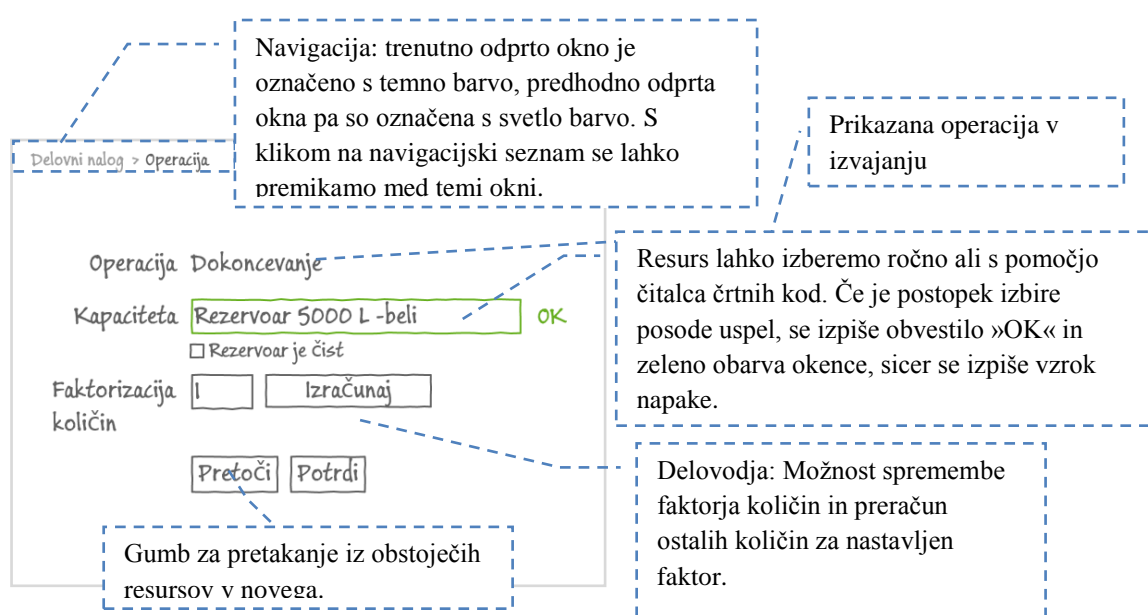 Navigacija: trenutno odprto okno je
označeno s temno barvo, predhodno odprta
okna pa so označena s svetlo barvo. S
klikom na navigacijski seznam se lahko
premikamo med temi okni.
Prikazana operacija v
izvajanju
Delovni nalog > Operacija
Operacija Dokoncevanje
Kapaciteta Rezervoar 5000 L -beli OK
Rezervoar je čist
Faktorizacija
količin
1 Izračunaj
Pretoči Potrdi
Resurs lahko izberemo ročno ali s pomočjo
čitalca črtnih kod. Če je postopek izbire
posode uspel, se izpiše obvestilo »OK« in
zeleno obarva okence, sicer se izpiše vzrok
napake.
Delovodja: Možnost spremembe
faktorja količin in preračun
ostalih količin za nastavljen
faktor.
Gumb za pretakanje iz obstoječih
resursov v novega.